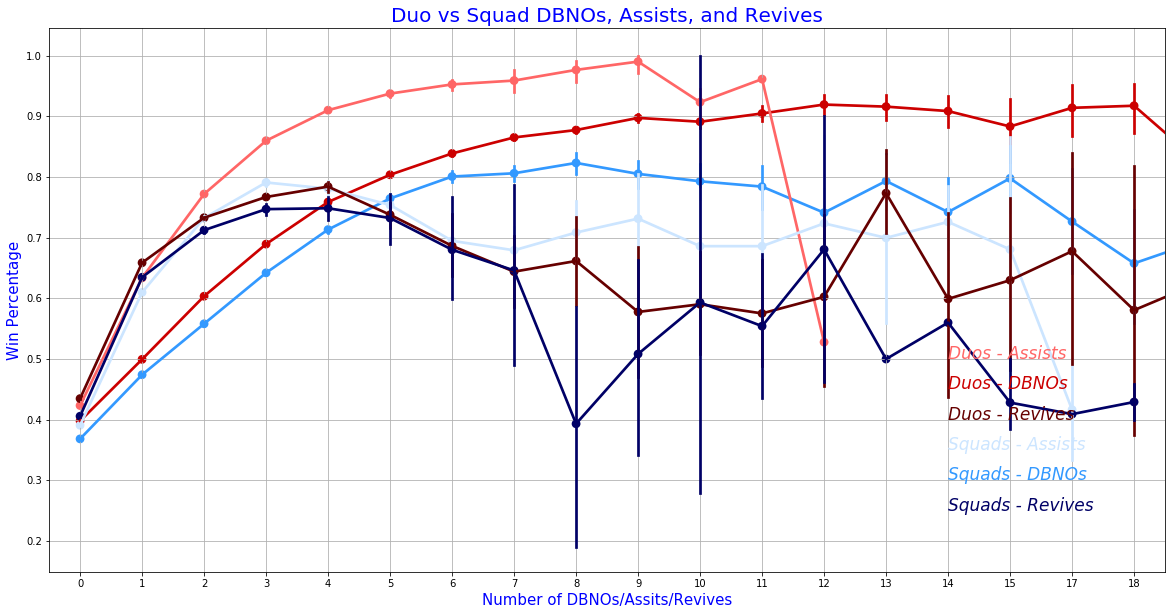 Duo vs Squad DBNOs, Assists, and Revives
Win Percentage
1.0
0.9
0.8
0.7
0.6
0.5
0.4
0.3
0.2
Duos - Assists
Duos - DBNOs
Duos - Revives
Squads - Assists
Squads - DBNOs
Squads - Revives
0 1 2 3 4 5 6 7 8 9 10 11 12 13 14 15 17 18
Number of DBNOs/Assits/Revives